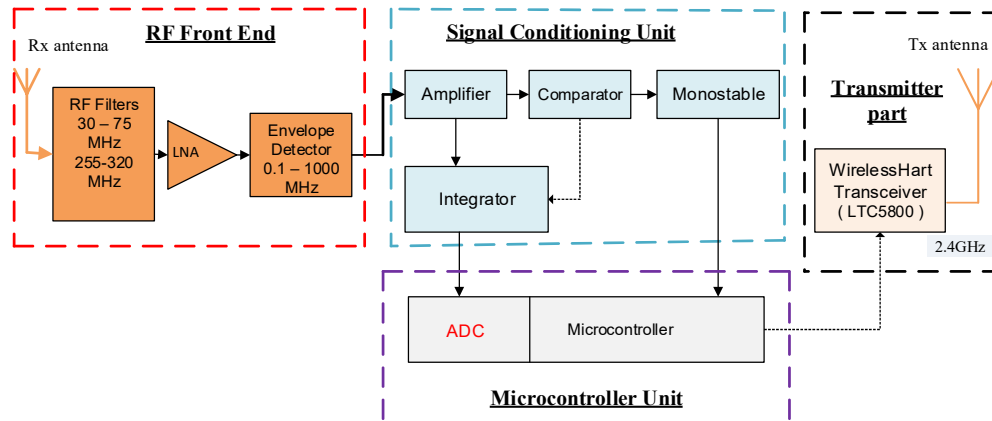 RF Front End
Rx antenna
RF Filters
30 – 75
MHz
255-320
MHz
LNA
Envelope
Detector
0.1 – 1000
MHz
Signal Conditioning Unit
Amplifier
Comparator
Monostable
Integrator
Tx antenna
Transmitter
part
WirelessHart
Transceiver
( LTC5800 )
2.4GHz
ADC
Microcontroller
Microcontroller Unit